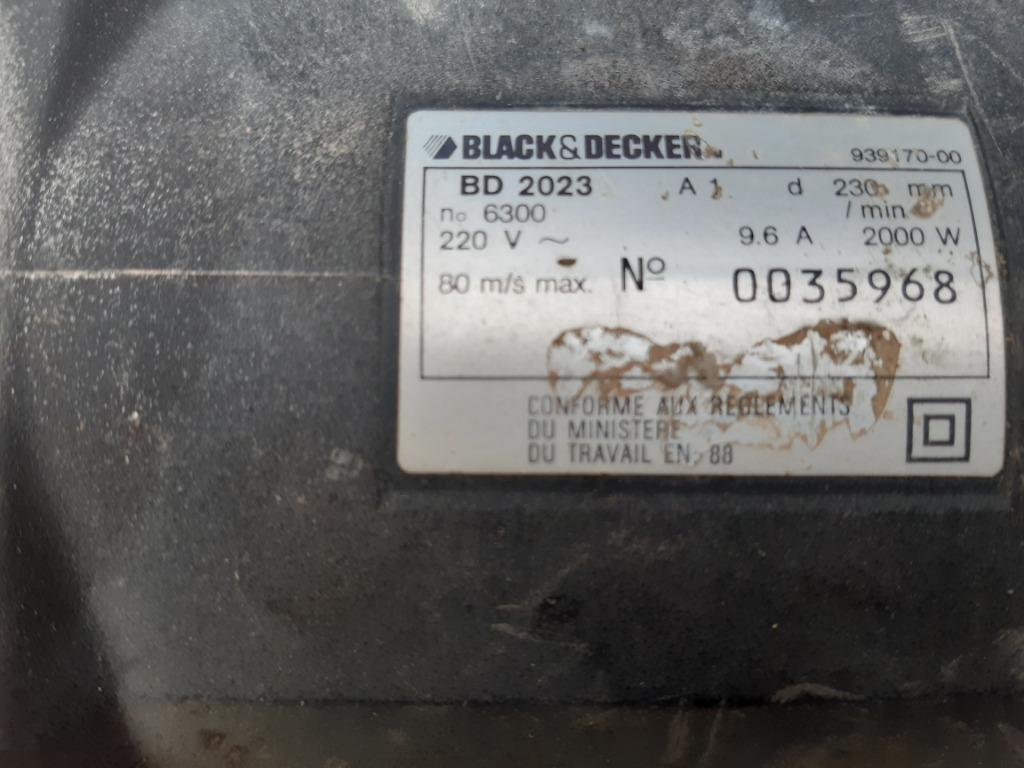 BLACK&DECKER
939170-00
BD 2023 A 1 d 230 mm
no 6300 / min
220 V ~ 9.6 A 2000 W
80 m/s max. Nº 0035968
CONFORME AUX REGLEMENTS
DU MINISTERE
DU TRAVAIL EN. 88